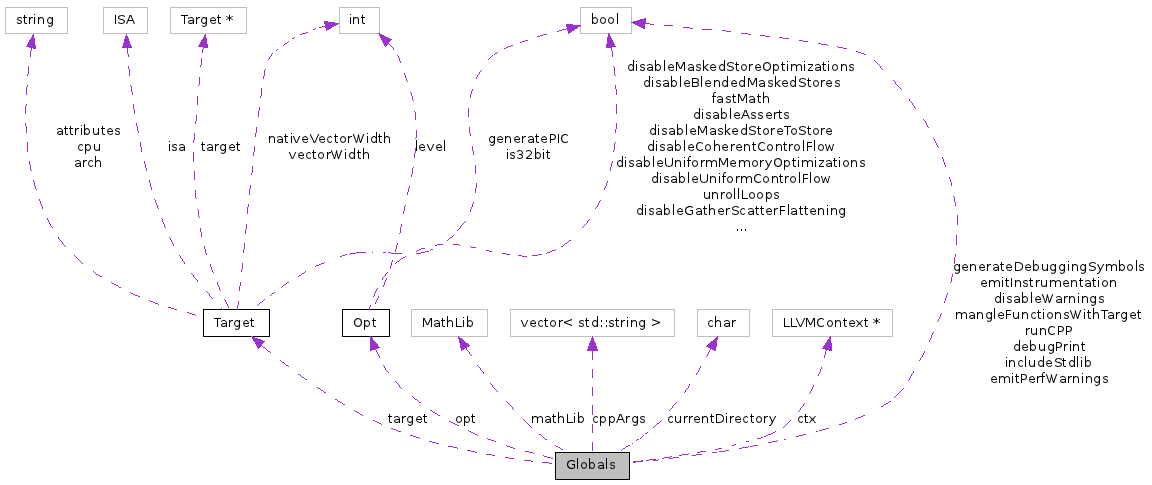 string
ISA
Target *
int
bool
disableMaskedStoreOptimizations
disableBlendedMaskedStores
fastMath
disableAsserts
disableMaskedStoreToStore
disableCoherentControlFlow
disableUniformMemoryOptimizations
disableUniformControlFlow
unrollLoops
disableGatherScatterFlattening
...
attributes
cpu
arch
isa
target
nativeVectorWidth
vectorWidth
level
generatePIC
is32bit
generateDebuggingSymbols
emitInstrumentation
disableWarnings
mangleFunctionsWithTarget
runCPP
debugPrint
includeStdlib
emitPerfWarnings
Target
Opt
MathLib
vector< std::string >
char
LLVMContext *
target
opt
mathLib
cppArgs
currentDirectory
ctx
Globals